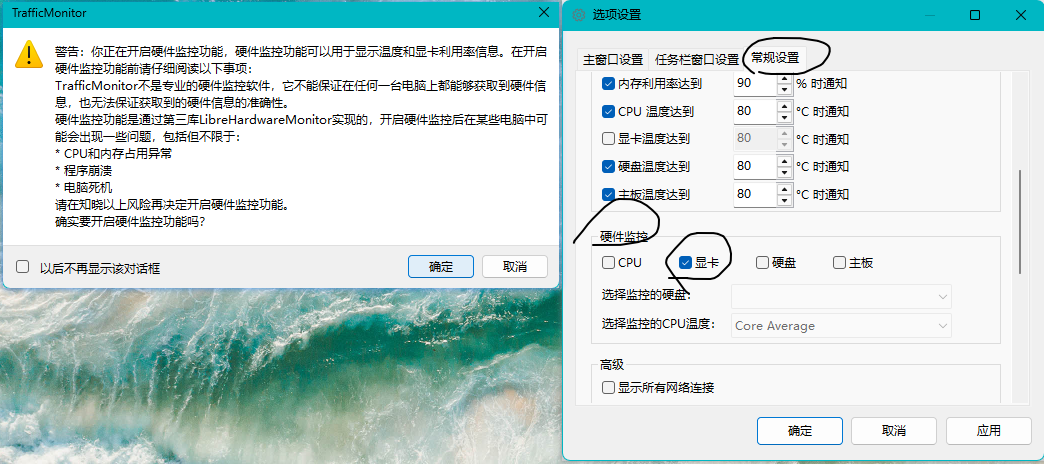 TrafficMonitor
警告：你正在开启硬件监控功能，硬件监控功能可以用于显示温度和显卡利用率信息。在开启
硬件监控功能前请仔细阅读以下事项：
TrafficMonitor不是专业的硬件监控软件，它不能保证在任何一台电脑上都能够获取到硬件信
息，也无法保证获取到的硬件信息的准确性。
硬件监控功能是通过第三库LibreHardwareMonitor实现的，开启硬件监控后在某些电脑中可
能会出现一些问题，包括但不限于：
* CPU和内存占用异常
* 程序崩溃
* 电脑死机
请在知晓以上风险再决定开启硬件监控功能。
确实要开启硬件监控功能吗？
以后不再显示该对话框
确定 取消
选项设置
主窗口设置 任务栏窗口设置 常规设置
内存利用率达到 90 % 时通知
CPU 温度达到 80 °C 时通知
显卡温度达到 80 °C 时通知
硬盘温度达到 80 °C 时通知
主板温度达到 80 °C 时通知
硬件监控
CPU 显卡 硬盘 主板
选择监控的硬盘：
选择监控的CPU温度： Core Average
高级
显示所有网络连接
确定 取消 应用